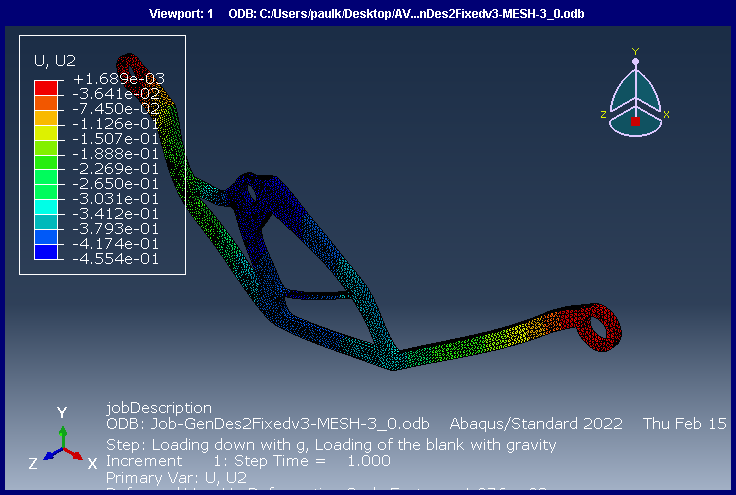 Viewport: 1 ODB: C:/Users/paulk/Desktop/AV...nDes2Fixedv3-MESH-3_0.odb
U, U2
+1.689e-03
-3.641e-02
-7.450e-02
-1.126e-01
-1.507e-01
-1.888e-01
-2.269e-01
-2.650e-01
-3.031e-01
-3.412e-01
-3.793e-01
-4.174e-01
-4.554e-01
Y
Z X
Y
Z X
jobDescription
ODB: Job-GenDes2Fixedv3-MESH-3_0.odb Abaqus/Standard 2022 Thu Feb 15
Step: Loading down with g, Loading of the blank with gravity
Increment 1: Step Time = 1.000
Primary Var: U, U2